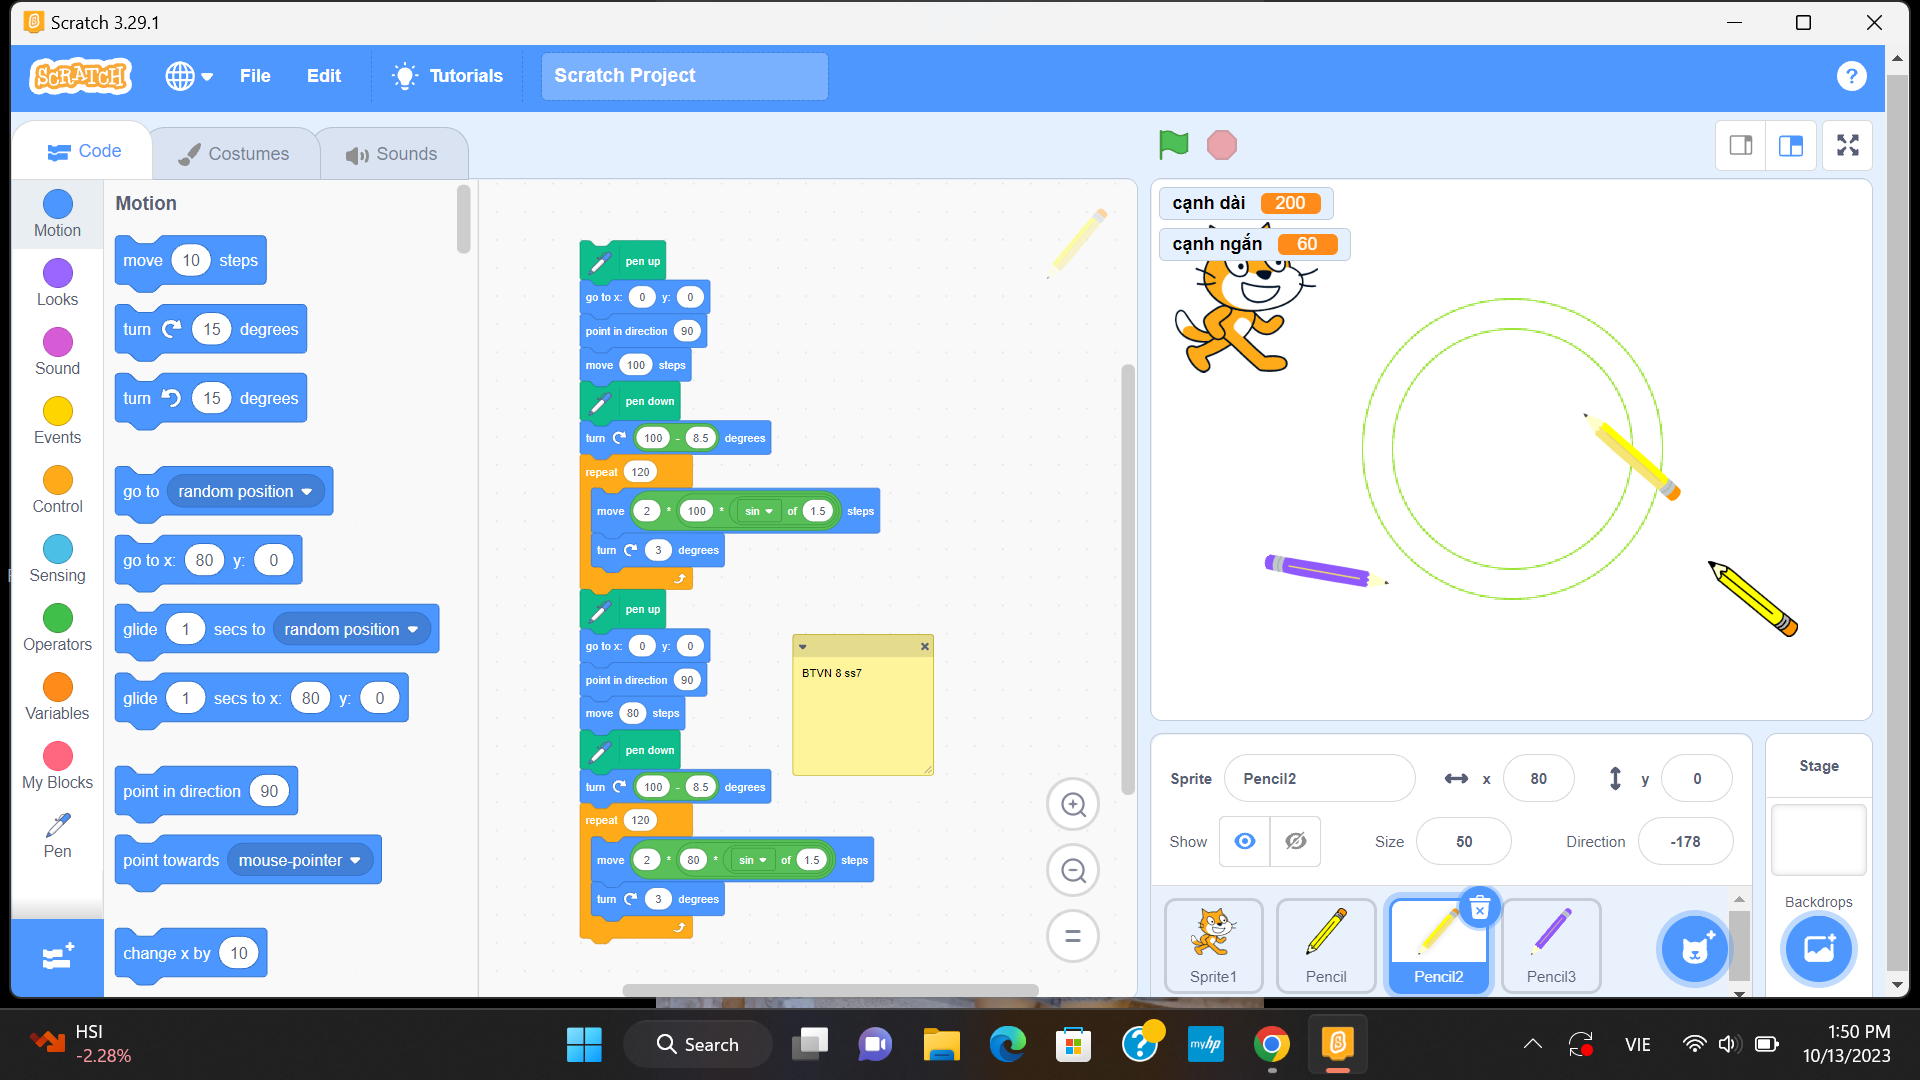 Scratch 3.29.1
SCRATCH
File
Edit
Tutorials
Scratch Project
?
Code
Costumes
Sounds
Motion
Looks
Sound
Events
Control
Sensing
Operators
Variables
My Blocks
Pen
Motion
move 10 steps
turn 15 degrees
turn 15 degrees
go to random position
go to x: 80 y: 0
glide 1 secs to random position
glide 1 secs to x: 80 y: 0
point in direction 90
point towards mouse-pointer
change x by 10
pen up
go to x: 0 y: 0
point in direction 90
move 100 steps
pen down
turn 100 - 8.5 degrees
repeat 120
move 2 * 100 * sin of 1.5 steps
turn 3 degrees
pen up
go to x: 0 y: 0
point in direction 90
move 80 steps
pen down
turn 100 - 8.5 degrees
repeat 120
move 2 * 80 * sin of 1.5 steps
turn 3 degrees
BTVN 8 ss7
cạnh dài 200
cạnh ngắn 60
Sprite Pencil2 x 80 y 0
Show Size 50 Direction -178
Sprite1
Pencil
Pencil2
Pencil3
Stage
Backdrops
HSI
-2.28%
Search
myhp
VIE
1:50 PM
10/13/2023